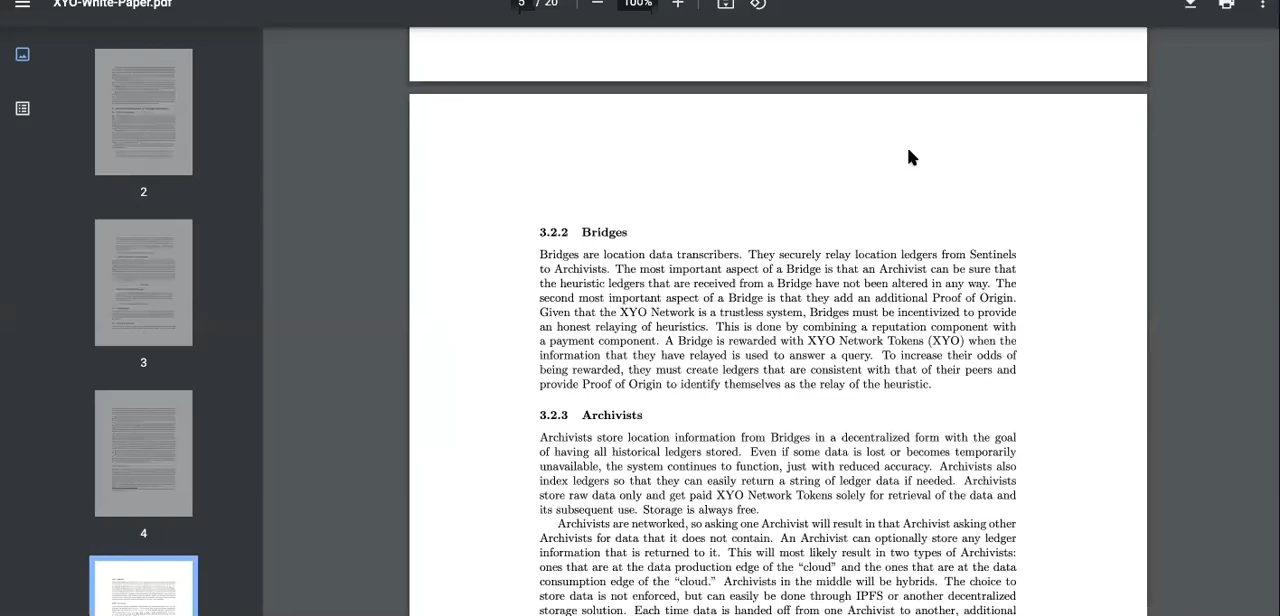 XYO-White-Paper.pdf
5 / 20
100%
2
3
4
3.2.2 Bridges
Bridges are location data transcribers. They securely relay location ledgers from Sentinels
to Archivists. The most important aspect of a Bridge is that an Archivist can be sure that
the heuristic ledgers that are received from a Bridge have not been altered in any way. The
second most important aspect of a Bridge is that they add an additional Proof of Origin.
Given that the XYO Network is a trustless system, Bridges must be incentivized to provide
an honest relaying of heuristics. This is done by combining a reputation component with
a payment component. A Bridge is rewarded with XYO Network Tokens (XYO) when the
information that they have relayed is used to answer a query. To increase their odds of
being rewarded, they must create ledgers that are consistent with that of their peers and
provide Proof of Origin to identify themselves as the relay of the heuristic.
3.2.3 Archivists
Archivists store location information from Bridges in a decentralized form with the goal
of having all historical ledgers stored. Even if some data is lost or becomes temporarily
unavailable, the system continues to function, just with reduced accuracy. Archivists also
index ledgers so that they can easily return a string of ledger data if needed. Archivists
store raw data only and get paid XYO Network Tokens solely for retrieval of the data and
its subsequent use. Storage is always free.
Archivists are networked, so asking one Archivist will result in that Archivist asking other
Archivists for data that it does not contain. An Archivist can optionally store any ledger
information that is returned to it. This will most likely result in two types of Archivists:
ones that are at the data production edge of the “cloud” and the ones that are at the data
consumption edge of the “cloud.” Archivists in the middle will be hybrids. The choice to
store data is not enforced, but can easily be done through IPFS or another decentralized
storage solution. Each time data is handed off from one Archivist to another, additional